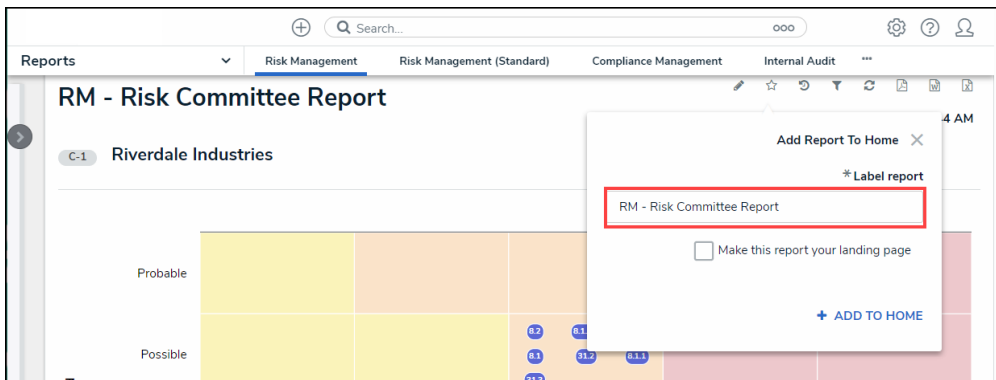 Search...
ooo
Reports
Risk Management
Risk Management (Standard)
Compliance Management
Internal Audit
RM - Risk Committee Report
4 AM
C-1 Riverdale Industries
Add Report To Home
* Label report
RM - Risk Committee Report
Make this report your landing page
+ ADD TO HOME
Probable
Possible
8.2
8.1
31.2
8.1.1